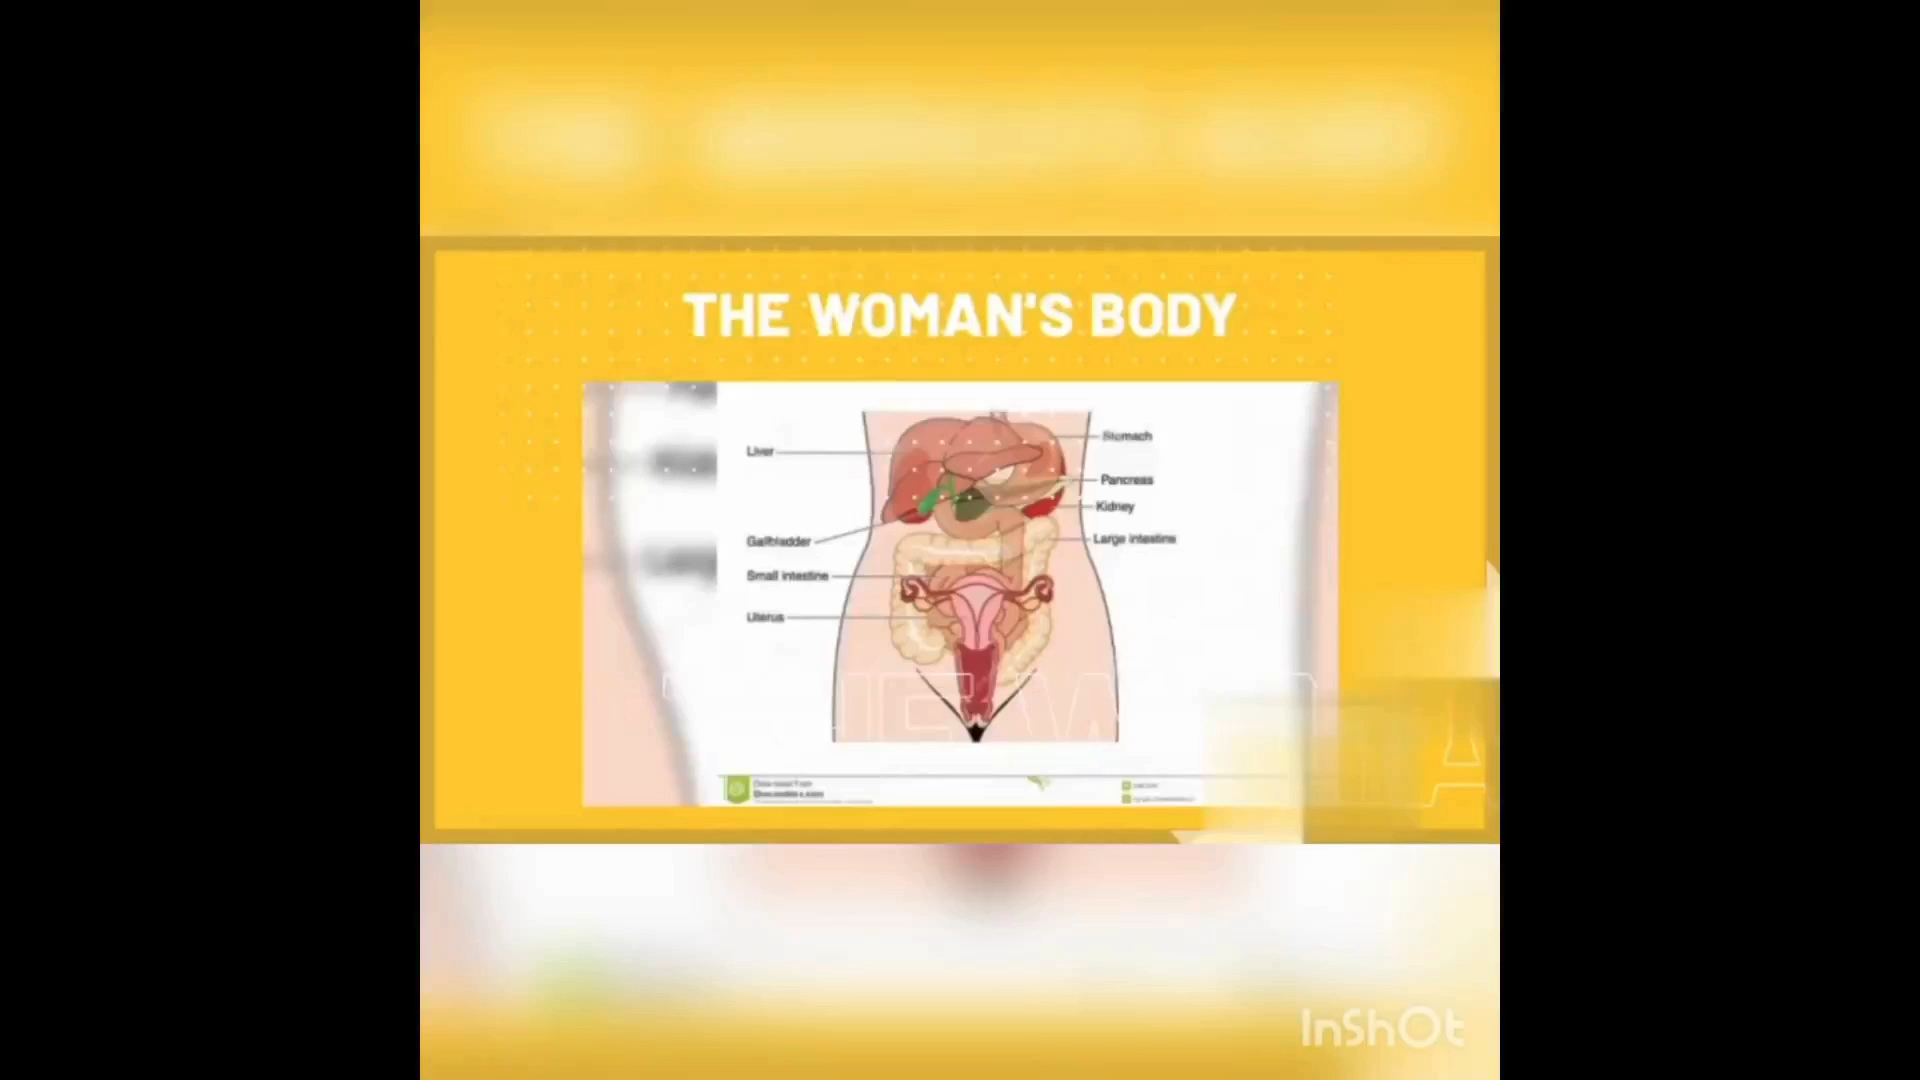 THE WOMAN'S BODY
Liver
Stomach
Pancreas
Kidney
Gallbladder
Large intestine
Small intestine
Uterus
InShOt